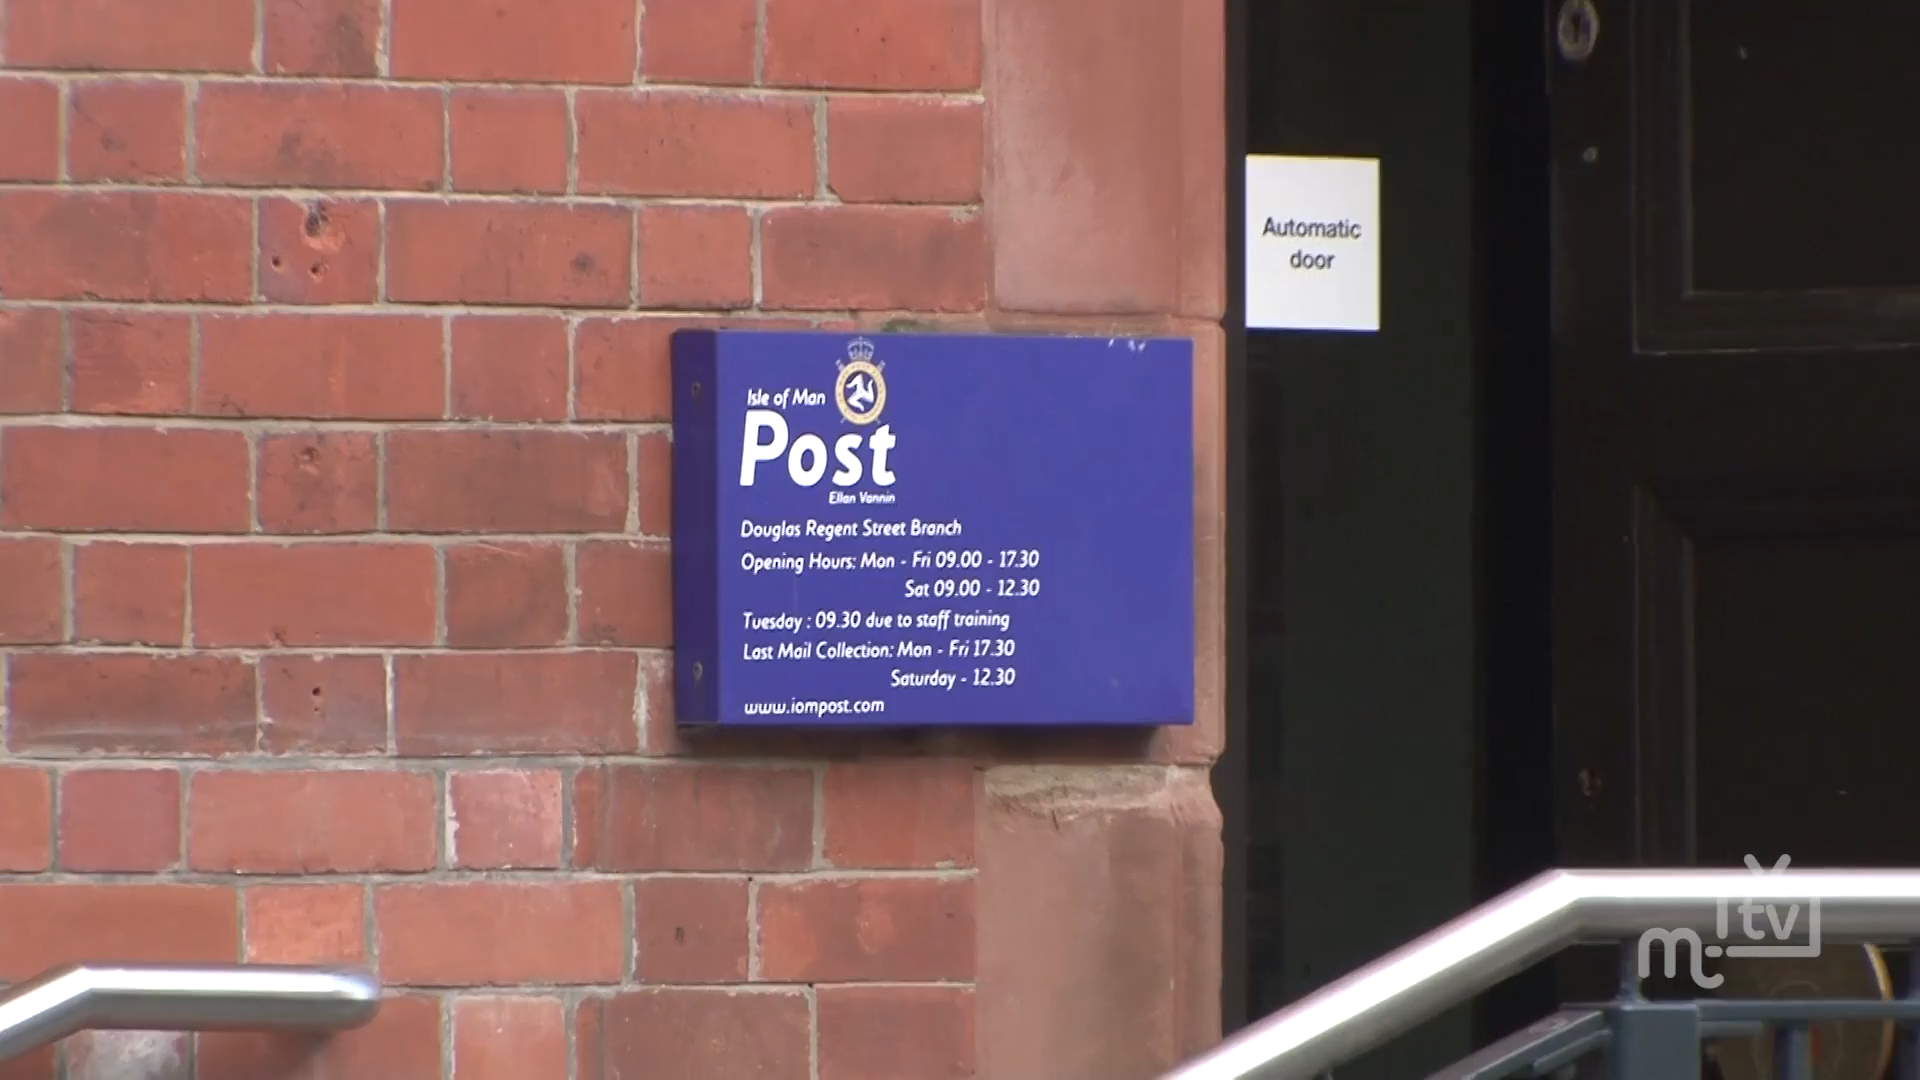 Automatic
door
Isle of Man
Post
Ellan Vannin
Douglas Regent Street Branch
Opening Hours: Mon - Fri 09.00 - 17.30
Sat 09.00 - 12.30
Tuesday : 09.30 due to staff training
Last Mail Collection: Mon - Fri 17.30
Saturday - 12.30
www.iompost.com
mtv